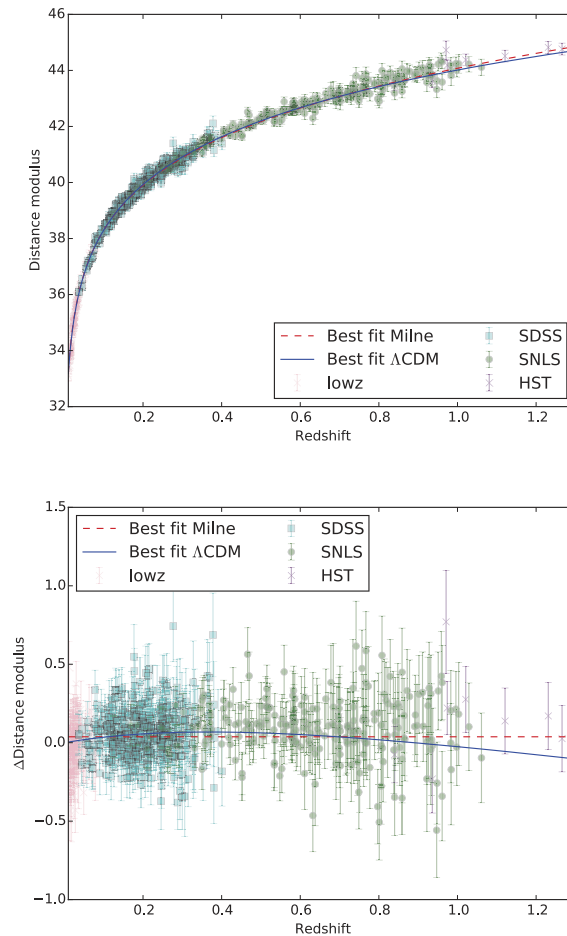 46
44
42
40
38
36
34
32
Distance modulus
Best fit Milne
Best fit ΛCDM
lowz
SDSS
SNLS
HST
0.2 0.4 0.6 0.8 1.0 1.2
Redshift
1.5
1.0
0.5
0.0
−0.5
−1.0
ΔDistance modulus
Best fit Milne
Best fit ΛCDM
lowz
SDSS
SNLS
HST
0.2 0.4 0.6 0.8 1.0 1.2
Redshift